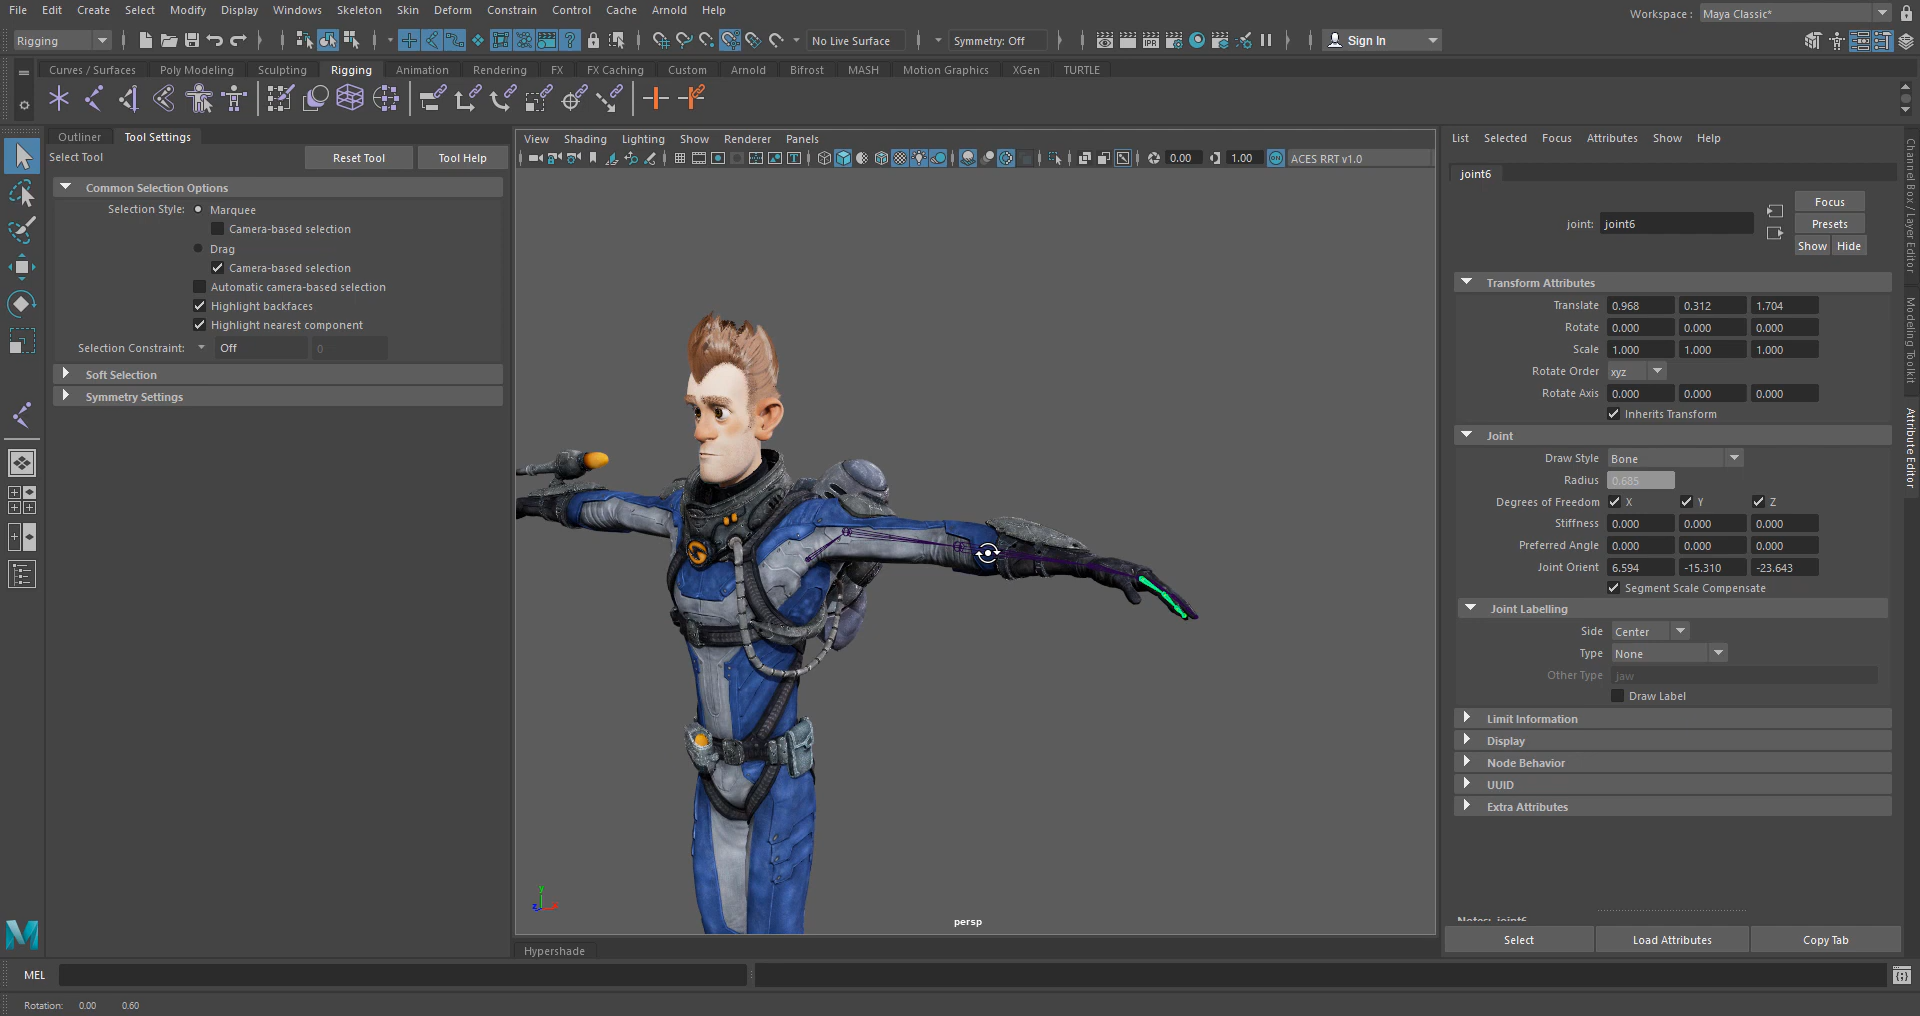 File Edit Create Select Modify Display Windows Skeleton Skin Deform Constrain Control Cache Arnold Help
Workspace : Maya Classic*
Rigging No Live Surface Symmetry: Off IPR Sign In
Curves / Surfaces Poly Modeling Sculpting Rigging Animation Rendering FX FX Caching Custom Arnold Bifrost MASH Motion Graphics XGen TURTLE
Outliner Tool Settings
Select Tool Reset Tool Tool Help
Common Selection Options
Selection Style: Marquee
Camera-based selection
Drag
Camera-based selection
Automatic camera-based selection
Highlight backfaces
Highlight nearest component
Selection Constraint: Off 0
Soft Selection
Symmetry Settings
View Shading Lighting Show Renderer Panels
0.00 1.00 ACES RRT v1.0
y
x
z
persp
Hypershade
List Selected Focus Attributes Show Help
joint6
joint: joint6
Focus
Presets
Show Hide
Transform Attributes
Translate 0.968 0.312 1.704
Rotate 0.000 0.000 0.000
Scale 1.000 1.000 1.000
Rotate Order xyz
Rotate Axis 0.000 0.000 0.000
Inherits Transform
Joint
Draw Style Bone
Radius 0.685
Degrees of Freedom X Y Z
Stiffness 0.000 0.000 0.000
Preferred Angle 0.000 0.000 0.000
Joint Orient 6.594 -15.310 -23.643
Segment Scale Compensate
Joint Labelling
Side Center
Type None
Other Type jaw
Draw Label
Limit Information
Display
Node Behavior
UUID
Extra Attributes
Notes: joint6
Select Load Attributes Copy Tab
Channel Box / Layer Editor
Modeling Toolkit
Attribute Editor
MEL
Rotation: 0.00 0.60